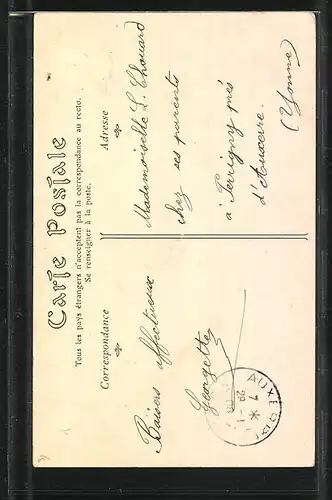 Carte Postale
Tous les pays étrangers n'acceptent pas la correspondance au recto.
Se renseigner à la poste.
Correspondance
Adresse
Baisers affectueux
Georgette
Mademoiselle L. Chouard
chez ses parents
à Perrigny près
d'Auxerre.
(Yonne)
AUXERRE